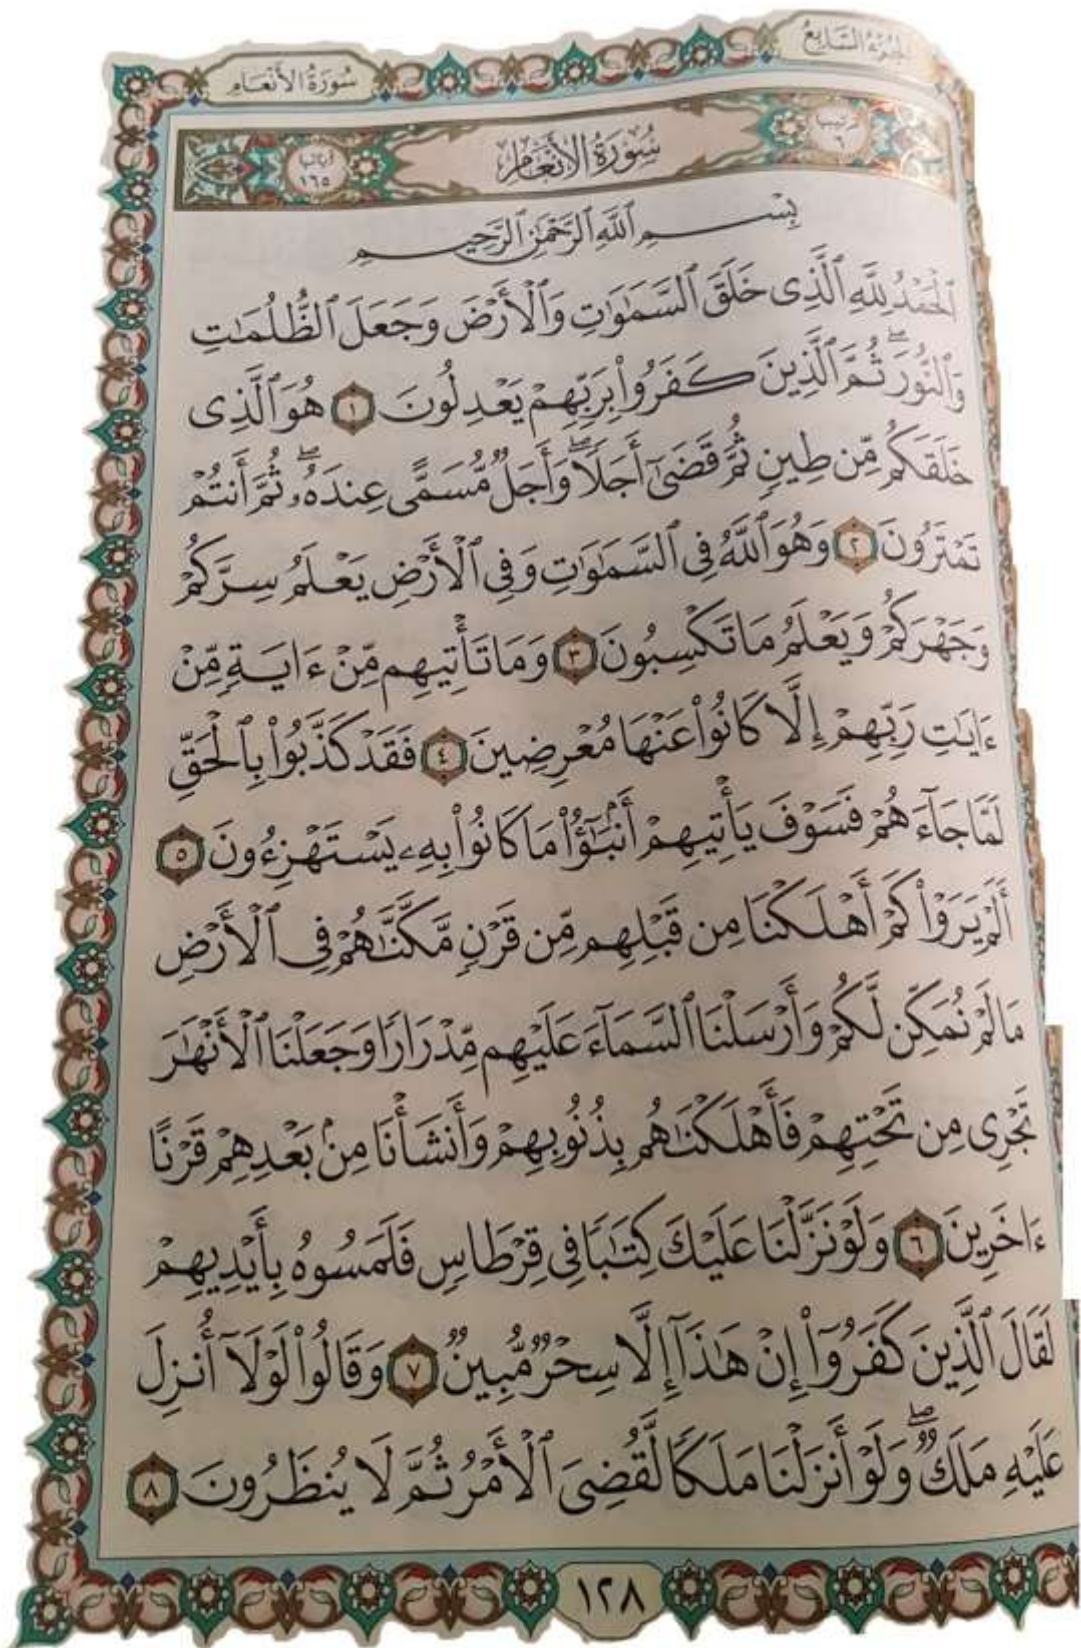 الجزء السابع
سورة الأنعام
ترتيبها ٦
سُورَةُ الأَنْعَامِ
آياتها ١٦٥
بِسْمِ ٱللَّهِ ٱلرَّحْمَٰنِ ٱلرَّحِيمِ
ٱلْحَمْدُ لِلَّهِ ٱلَّذِى خَلَقَ ٱلسَّمَٰوَٰتِ وَٱلْأَرْضَ وَجَعَلَ ٱلظُّلُمَٰتِ
وَٱلنُّورَۖ ثُمَّ ٱلَّذِينَ كَفَرُوا۟ بِرَبِّهِمْ يَعْدِلُونَ ١ هُوَ ٱلَّذِى
خَلَقَكُم مِّن طِينٍ ثُمَّ قَضَىٰٓ أَجَلًاۖ وَأَجَلٌ مُّسَمًّى عِندَهُۥۖ ثُمَّ أَنتُمْ
تَمْتَرُونَ ٢ وَهُوَ ٱللَّهُ فِى ٱلسَّمَٰوَٰتِ وَفِى ٱلْأَرْضِ يَعْلَمُ سِرَّكُمْ
وَجَهْرَكُمْ وَيَعْلَمُ مَا تَكْسِبُونَ ٣ وَمَا تَأْتِيهِم مِّنْ ءَايَةٍ مِّنْ
ءَايَٰتِ رَبِّهِمْ إِلَّا كَانُوا۟ عَنْهَا مُعْرِضِينَ ٤ فَقَدْ كَذَّبُوا۟ بِٱلْحَقِّ
لَمَّا جَآءَهُمْ فَسَوْفَ يَأْتِيهِمْ أَنۢبَٰٓؤُا۟ مَا كَانُوا۟ بِهِۦ يَسْتَهْزِءُونَ ٥
أَلَمْ يَرَوْا۟ كَمْ أَهْلَكْنَا مِن قَبْلِهِم مِّن قَرْنٍ مَّكَّنَّٰهُمْ فِى ٱلْأَرْضِ
مَا لَمْ نُمَكِّن لَّكُمْ وَأَرْسَلْنَا ٱلسَّمَآءَ عَلَيْهِم مِّدْرَارًا وَجَعَلْنَا ٱلْأَنْهَٰرَ
تَجْرِى مِن تَحْتِهِمْ فَأَهْلَكْنَٰهُم بِذُنُوبِهِمْ وَأَنشَأْنَا مِنۢ بَعْدِهِمْ قَرْنًا
ءَاخَرِينَ ٦ وَلَوْ نَزَّلْنَا عَلَيْكَ كِتَٰبًا فِى قِرْطَاسٍ فَلَمَسُوهُ بِأَيْدِيهِمْ
لَقَالَ ٱلَّذِينَ كَفَرُوٓا۟ إِنْ هَٰذَآ إِلَّا سِحْرٌ مُّبِينٌ ٧ وَقَالُوا۟ لَوْلَآ أُنزِلَ
عَلَيْهِ مَلَكٌۖ وَلَوْ أَنزَلْنَا مَلَكًا لَّقُضِىَ ٱلْأَمْرُ ثُمَّ لَا يُنظَرُونَ ٨
١٢٨